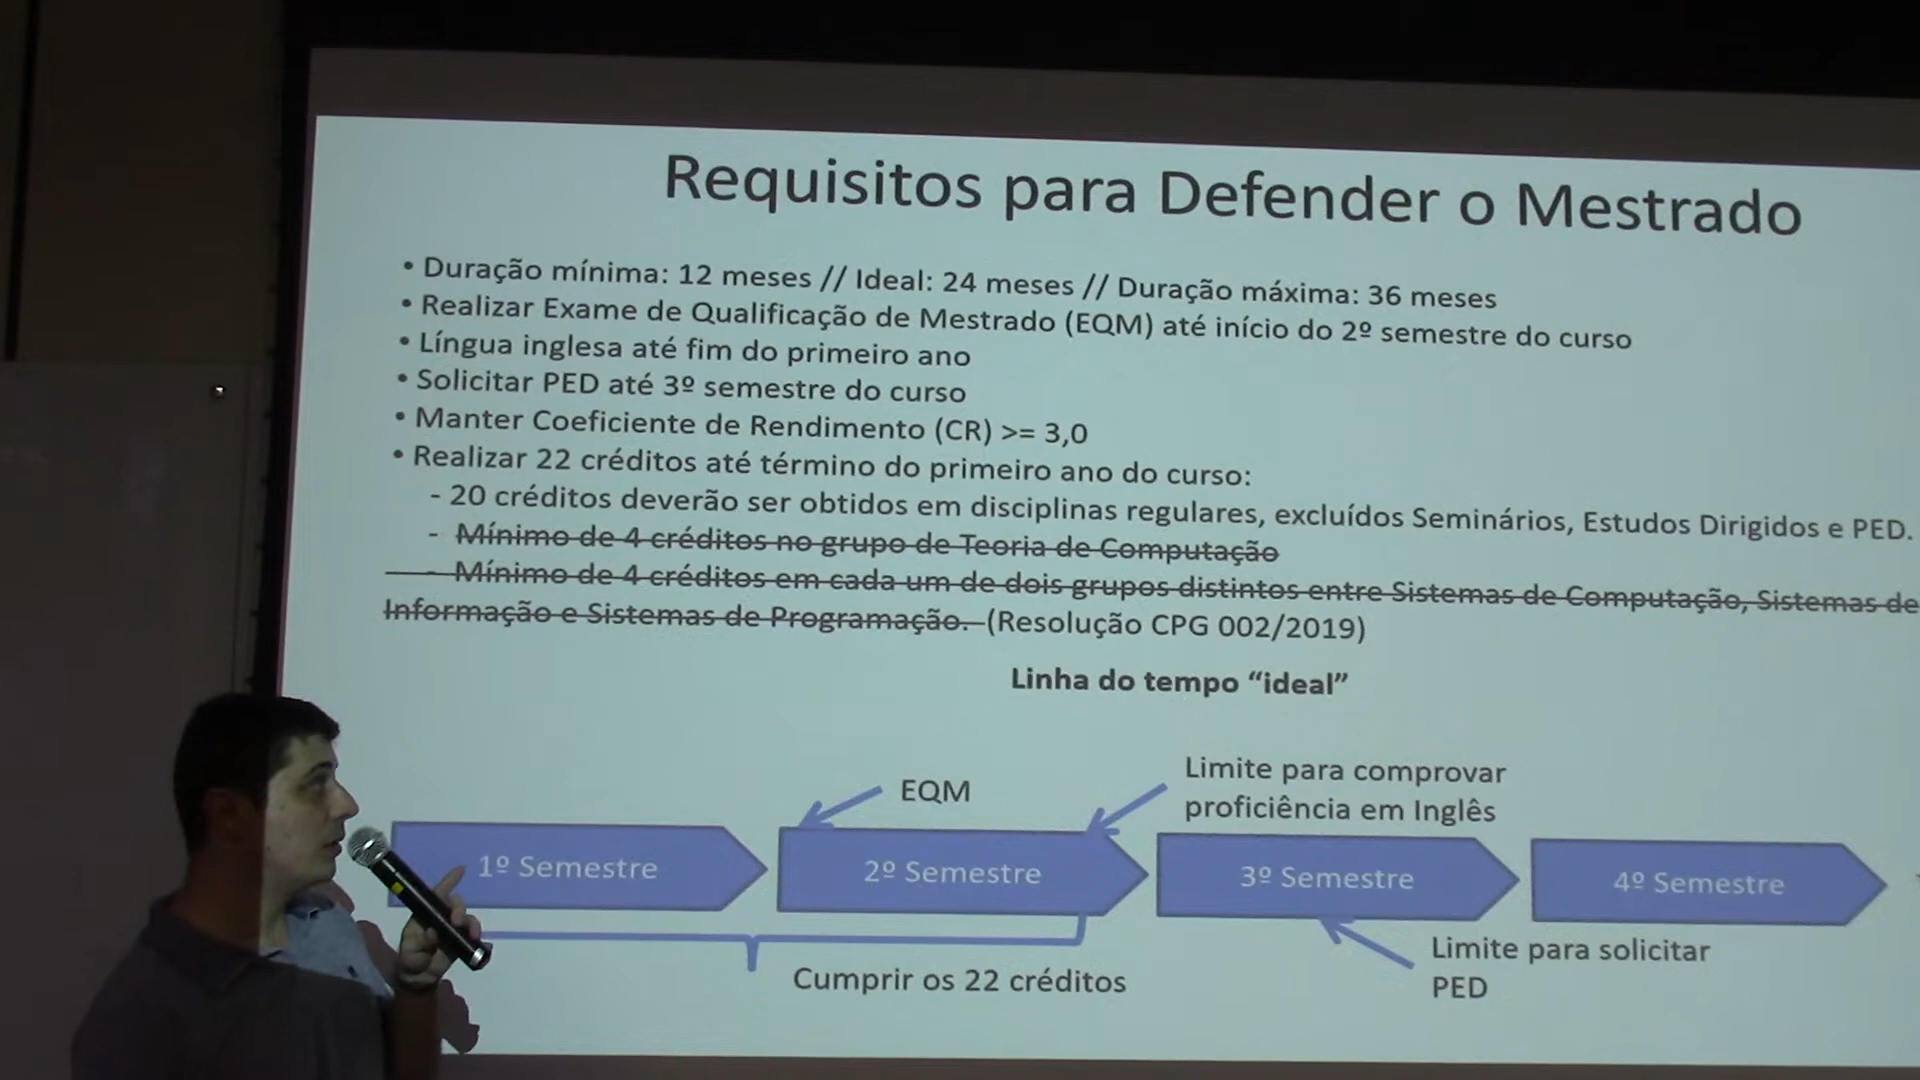 Requisitos para Defender o Mestrado
• Duração mínima: 12 meses // Ideal: 24 meses // Duração máxima: 36 meses
• Realizar Exame de Qualificação de Mestrado (EQM) até início do 2º semestre do curso
• Língua inglesa até fim do primeiro ano
• Solicitar PED até 3º semestre do curso
• Manter Coeficiente de Rendimento (CR) >= 3,0
• Realizar 22 créditos até término do primeiro ano do curso:
- 20 créditos deverão ser obtidos em disciplinas regulares, excluídos Seminários, Estudos Dirigidos e PED.
- Mínimo de 4 créditos no grupo de Teoria de Computação
- Mínimo de 4 créditos em cada um de dois grupos distintos entre Sistemas de Computação, Sistemas de
Informação e Sistemas de Programação. (Resolução CPG 002/2019)
Linha do tempo “ideal”
EQM
Limite para comprovar
proficiência em Inglês
1º Semestre
2º Semestre
3º Semestre
4º Semestre
Cumprir os 22 créditos
Limite para solicitar
PED